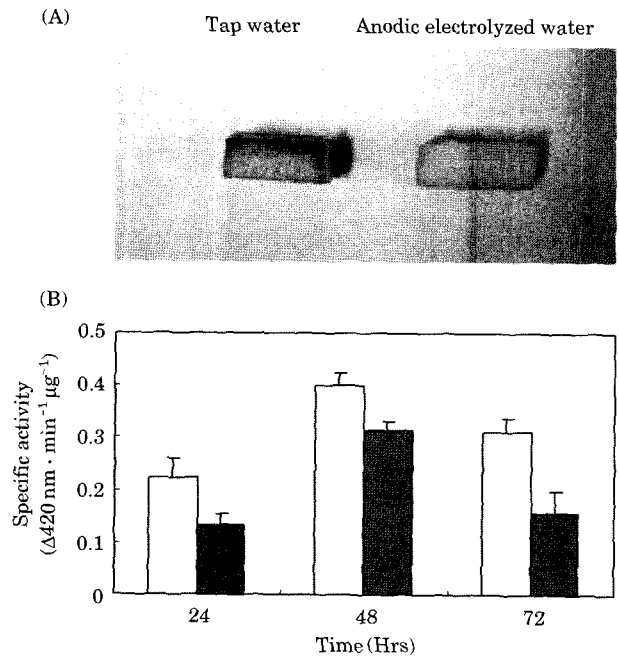 (A)
Tap water Anodic electrolyzed water
(B)
Specific activity
(Δ420 nm · min⁻¹ μg⁻¹)
0.5
0.4
0.3
0.2
0.1
0
24 48 72
Time (Hrs)